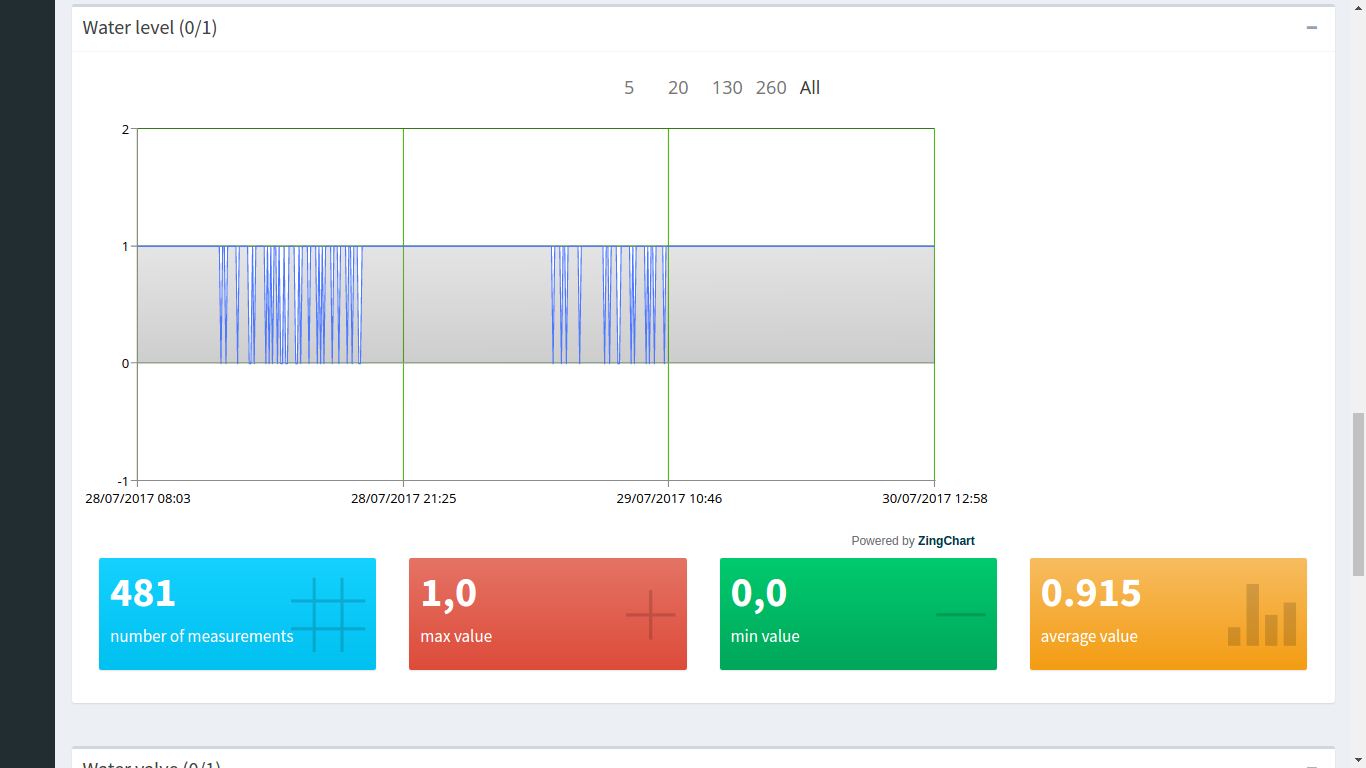 Water level (0/1)
5 20 130 260 All
2
1
0
-1
28/07/2017 08:03 28/07/2017 21:25 29/07/2017 10:46 30/07/2017 12:58
Powered by ZingChart
481
number of measurements
1,0
max value
0,0
min value
0.915
average value
Water valve (0/1)